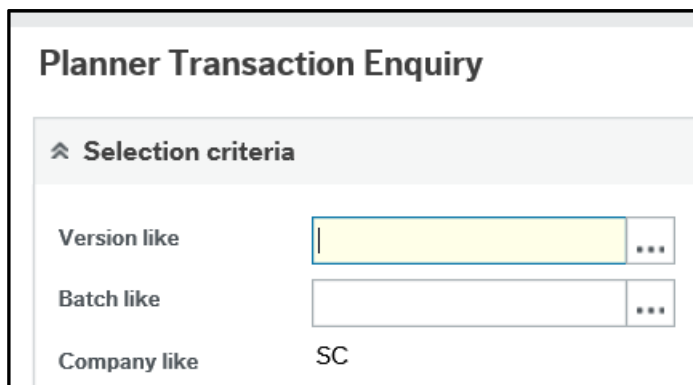 Planner Transaction Enquiry
Selection criteria
Version like ...
Batch like ...
Company like SC